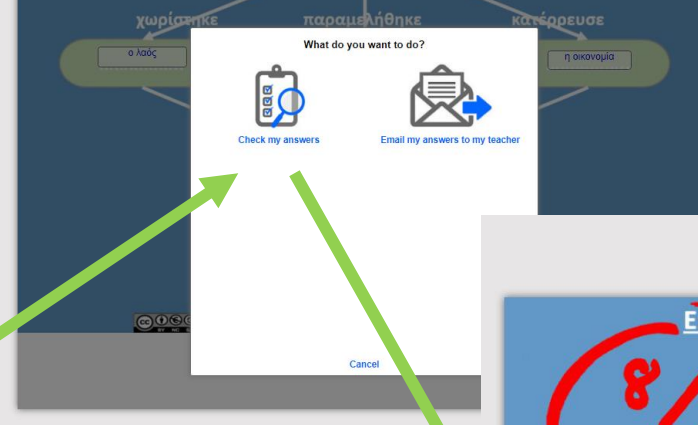 χωρίστηκε παραμελήθηκε κατέρρευσε
ο λαός
η οικονομία
What do you want to do?
Check my answers
Email my answers to my teacher
Cancel
8